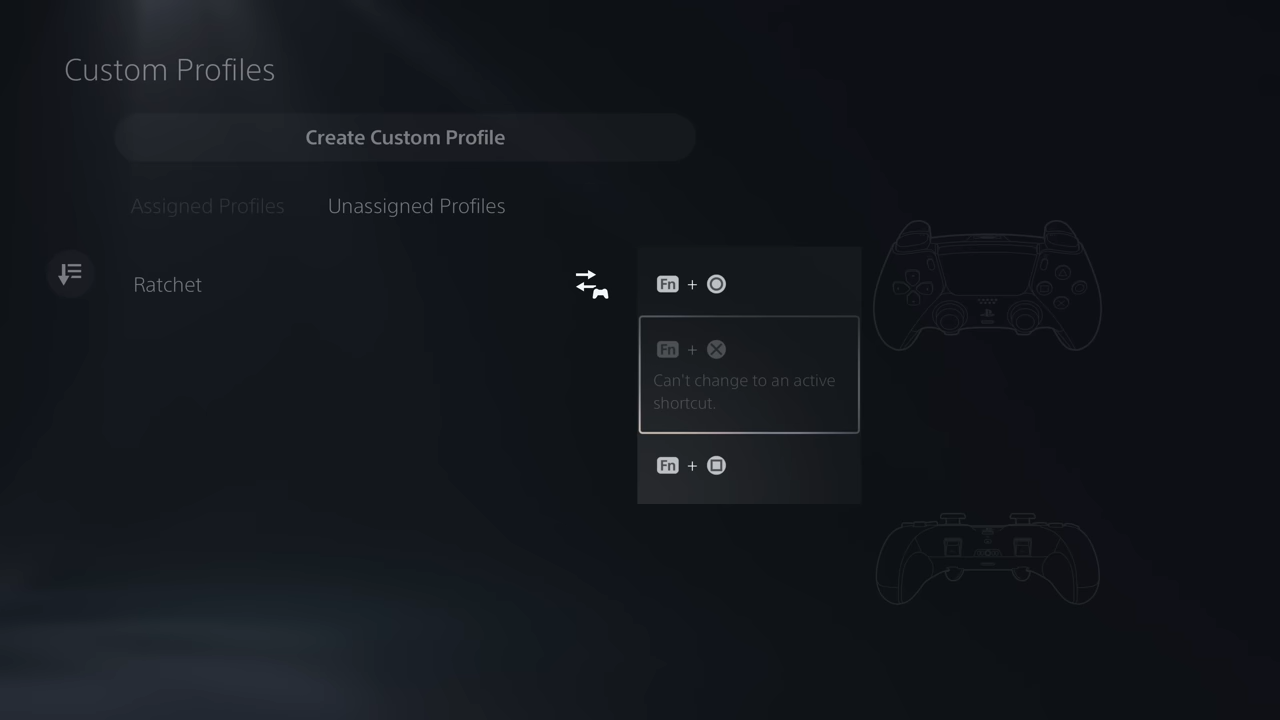 Custom Profiles
Create Custom Profile
Assigned Profiles
Unassigned Profiles
Ratchet
Fn +
Fn +
Can't change to an active
shortcut.
Fn +